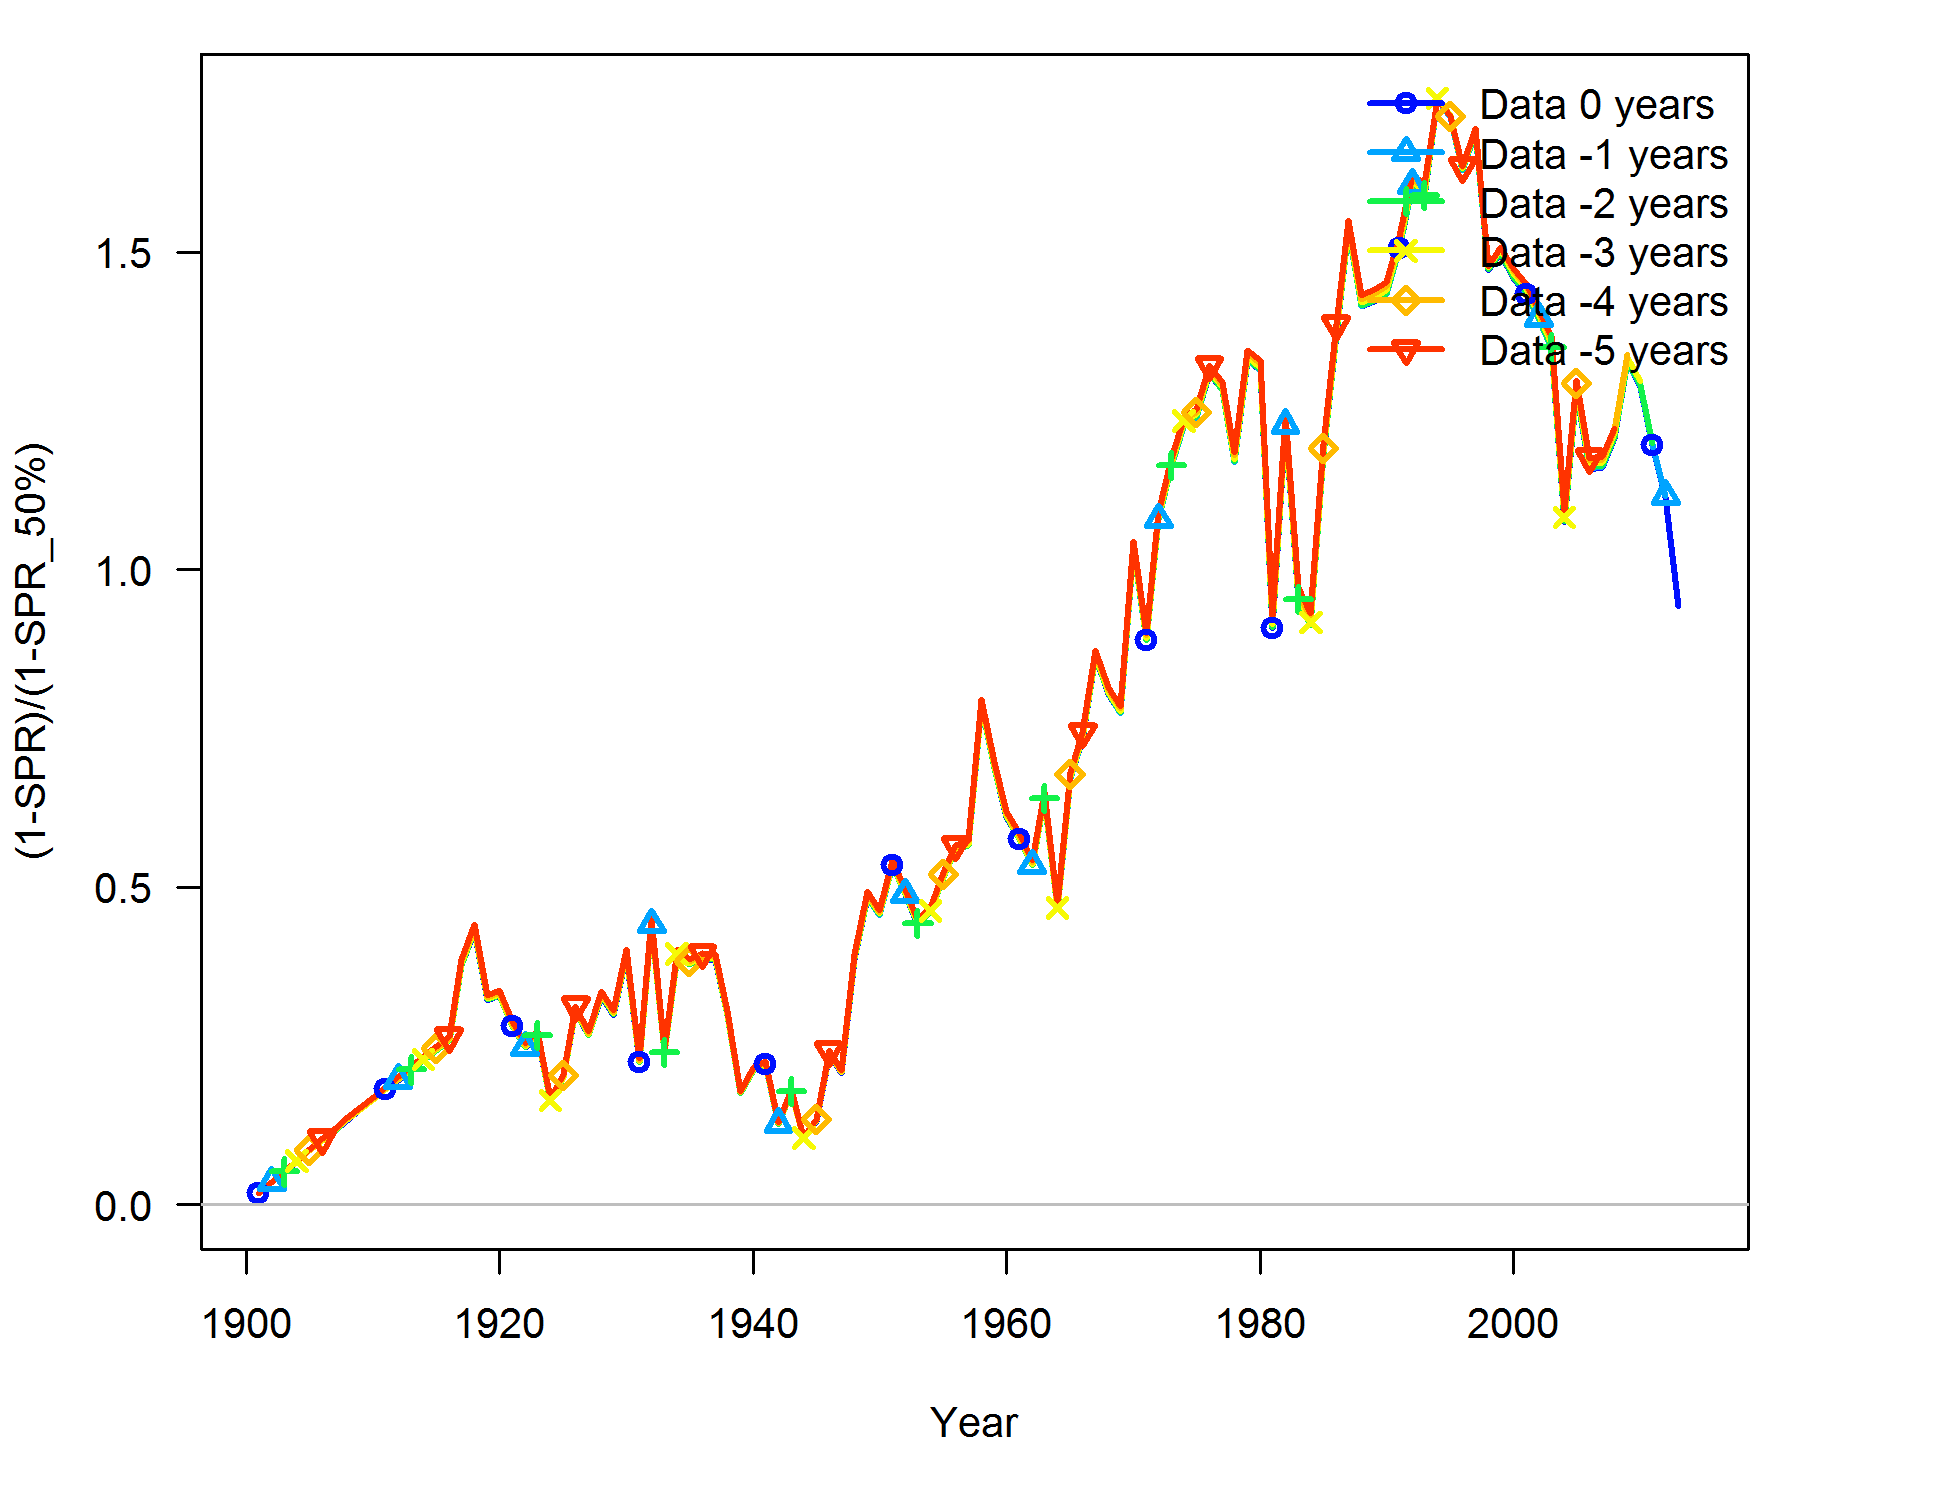 Data 0 years
Data -1 years
Data -2 years
Data -3 years
Data -4 years
Data -5 years
1.5
1.0
0.5
0.0
(1-SPR)/(1-SPR_50%)
1900 1920 1940 1960 1980 2000
Year